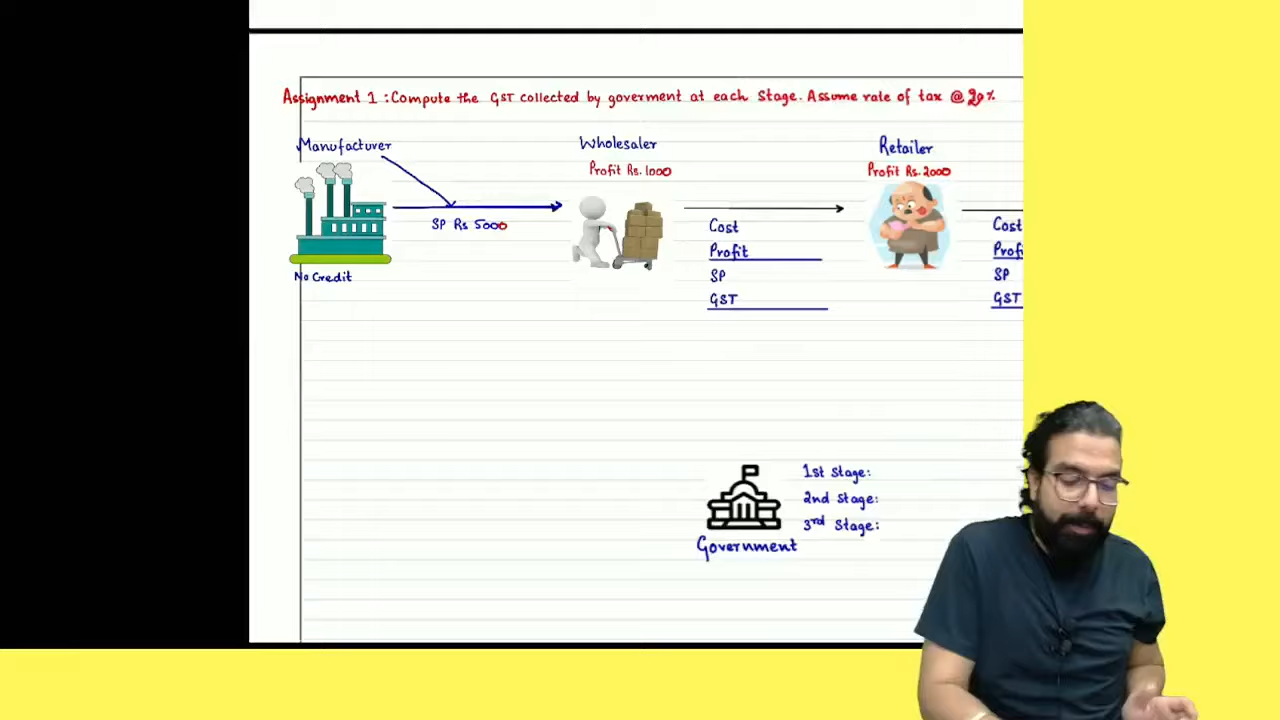 Assignment 1 : Compute the GST collected by goverment at each Stage. Assume rate of tax @ 20%
Manufacturer
Wholesaler
Retailer
Profit Rs. 1000
Profit Rs. 2000
SP Rs 5000
No Credit
Cost
Profit
SP
GST
Cost
Profi
SP
GST
1st Stage:
2nd Stage:
3rd Stage:
Government